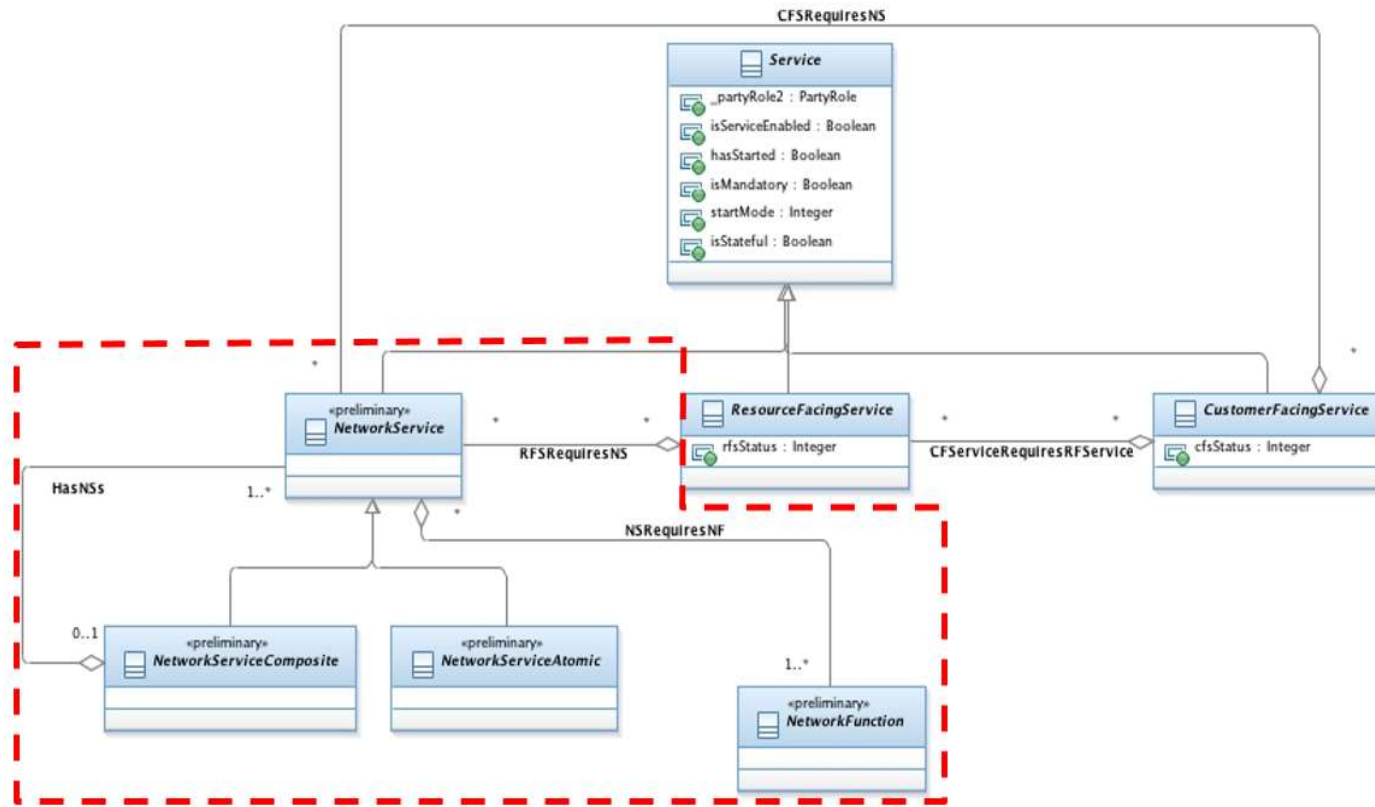 CFSRequiresNS
Service
_partyRole2 : PartyRole
isServiceEnabled : Boolean
hasStarted : Boolean
isMandatory : Boolean
startMode : Integer
isStateful : Boolean
*
*
«preliminary»
NetworkService
*
*
RFSRequiresNS
ResourceFacingService
rfsStatus : Integer
*
*
CFServiceRequiresRFService
CustomerFacingService
cfsStatus : Integer
HasNSs
1..*
*
NSRequiresNF
0..1
«preliminary»
NetworkServiceComposite
«preliminary»
NetworkServiceAtomic
1..*
«preliminary»
NetworkFunction